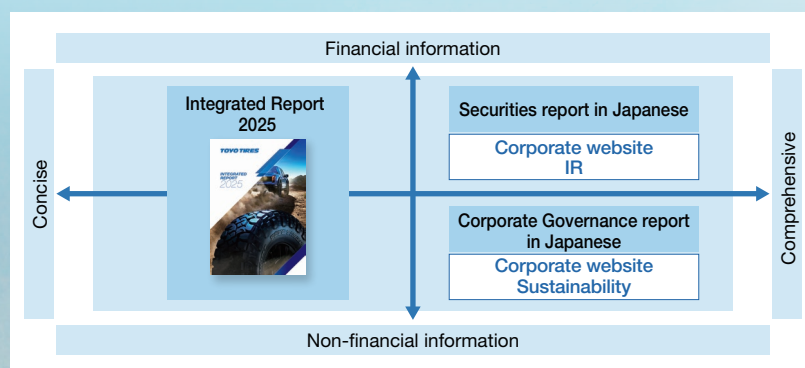 Financial information
Concise
Integrated Report
2025
TOYO TIRES
INTEGRATED
REPORT
2025
Securities report in Japanese
Corporate website
IR
Corporate Governance report
in Japanese
Corporate website
Sustainability
Comprehensive
Non-financial information